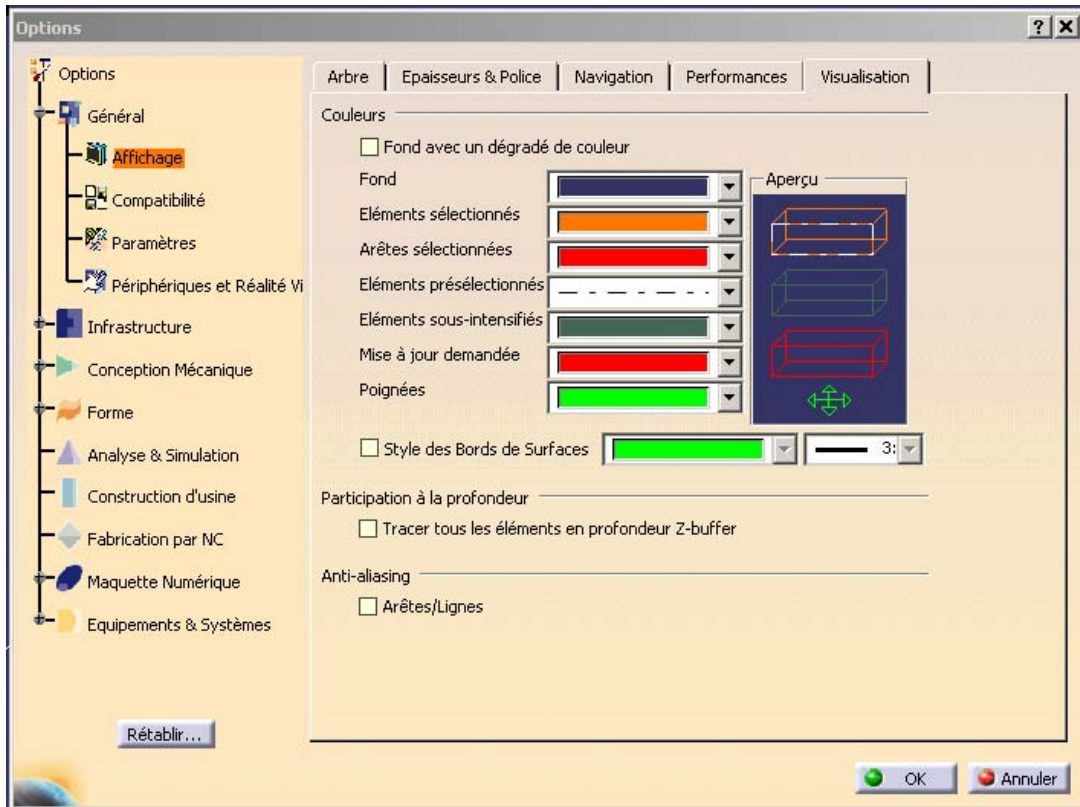 Options
Options
Général
Affichage
Compatibilité
Paramètres
Périphériques et Réalité Vi
Infrastructure
Conception Mécanique
Forme
Analyse & Simulation
Construction d'usine
Fabrication par NC
Maquette Numérique
Equipements & Systèmes
Rétablir...
Arbre
Epaisseurs & Police
Navigation
Performances
Visualisation
Couleurs
Fond avec un dégradé de couleur
Fond
Eléments sélectionnés
Arêtes sélectionnées
Eléments présélectionnés
Eléments sous-intensifiés
Mise à jour demandée
Poignées
Aperçu
Style des Bords de Surfaces
3:
Participation à la profondeur
Tracer tous les éléments en profondeur Z-buffer
Anti-aliasing
Arêtes/Lignes
OK
Annuler